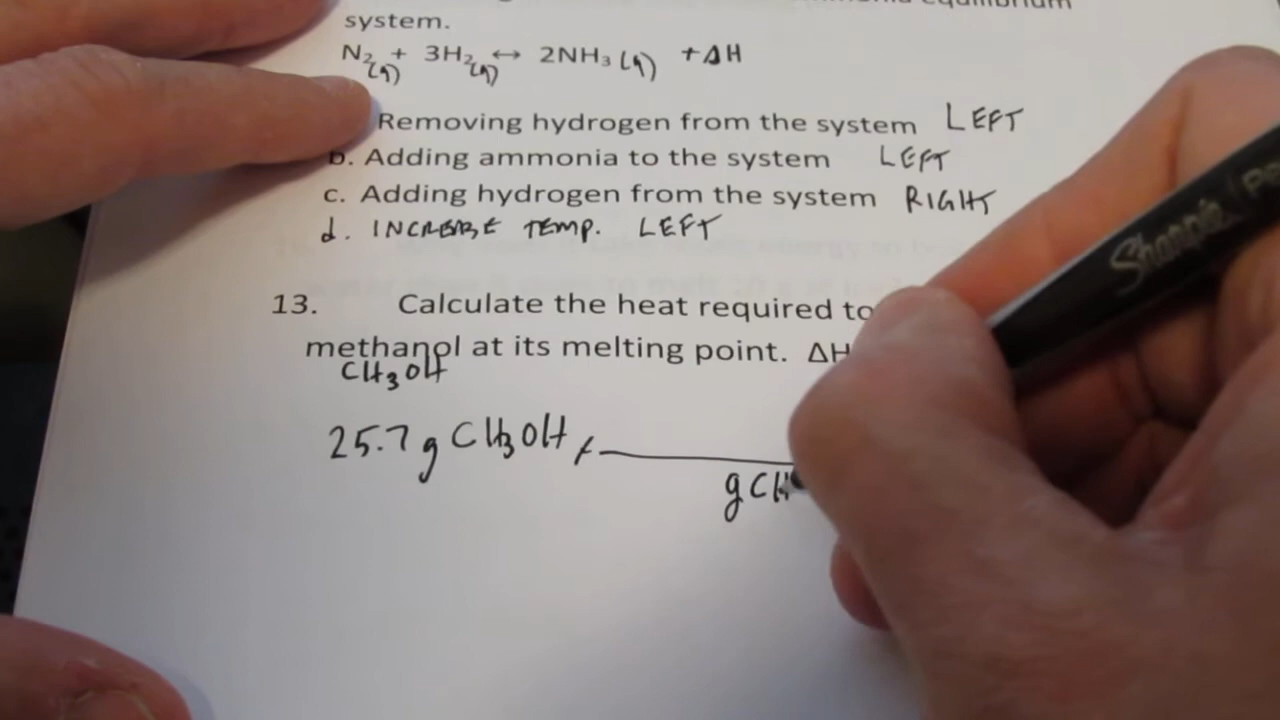 equilibrium
system.
N₂(g) + 3H₂(g) ↔ 2NH₃(g) + ΔH
Removing hydrogen from the system LEFT
b. Adding ammonia to the system LEFT
c. Adding hydrogen from the system RIGHT
d. INCREASE TEMP. LEFT
13. Calculate the heat required to
methanol at its melting point. ΔH
CH₃OH
25.7 g CH₃OH
g CH
Sharpie